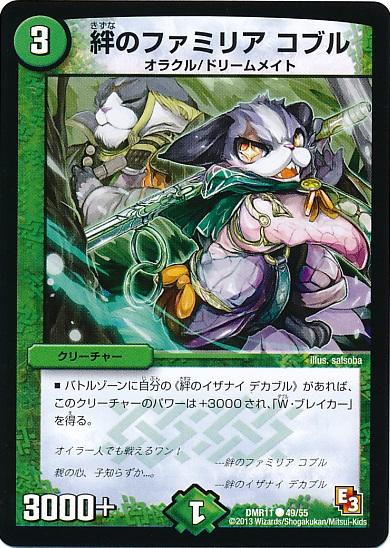 3
きずな
絆のファミリア コブル
オラクル/ドリームメイト
illus. salsoba
クリーチャー
■ バトルゾーンに自分の《絆のイザナイ デカブル》があれば、
このクリーチャーのパワーは+3000され、「W・ブレイカー」
を得る。
オイラ一人でも戦えるワン！ ---絆のファミリア コブル
親の心、子知らずか…。 ---絆のイザナイ デカブル
3000+
1
DMR11 ● 49/55
©2013 Wizards/Shogakukan/Mitsui-Kids
E3